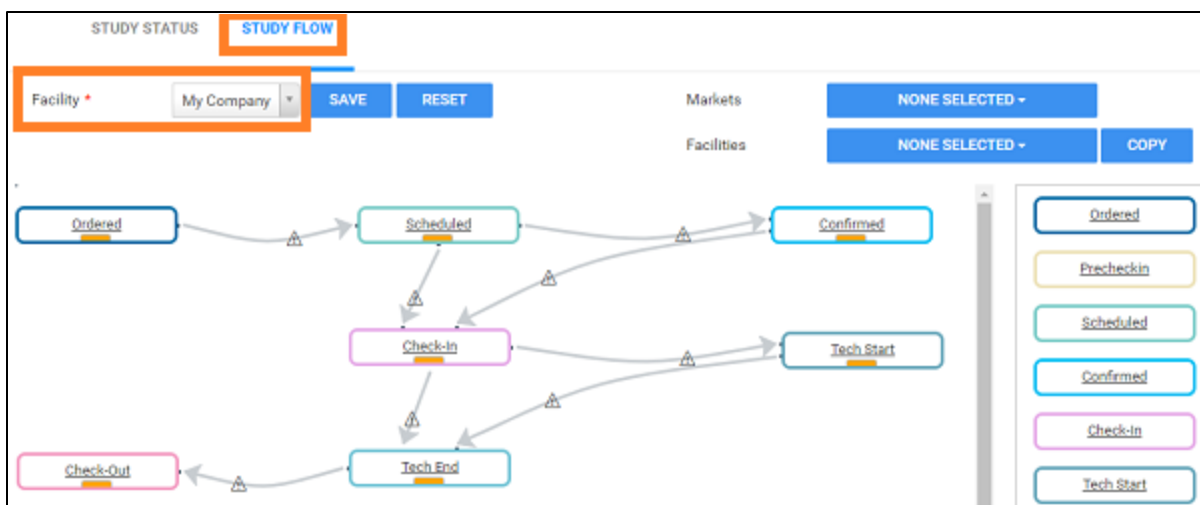 STUDY STATUS STUDY FLOW
Facility * My Company SAVE RESET Markets NONE SELECTED
Facilities NONE SELECTED COPY
Ordered Scheduled Confirmed Ordered
Precheckin
Scheduled
Check-In Tech Start Confirmed
Check-In
Check-Out Tech End Tech Start